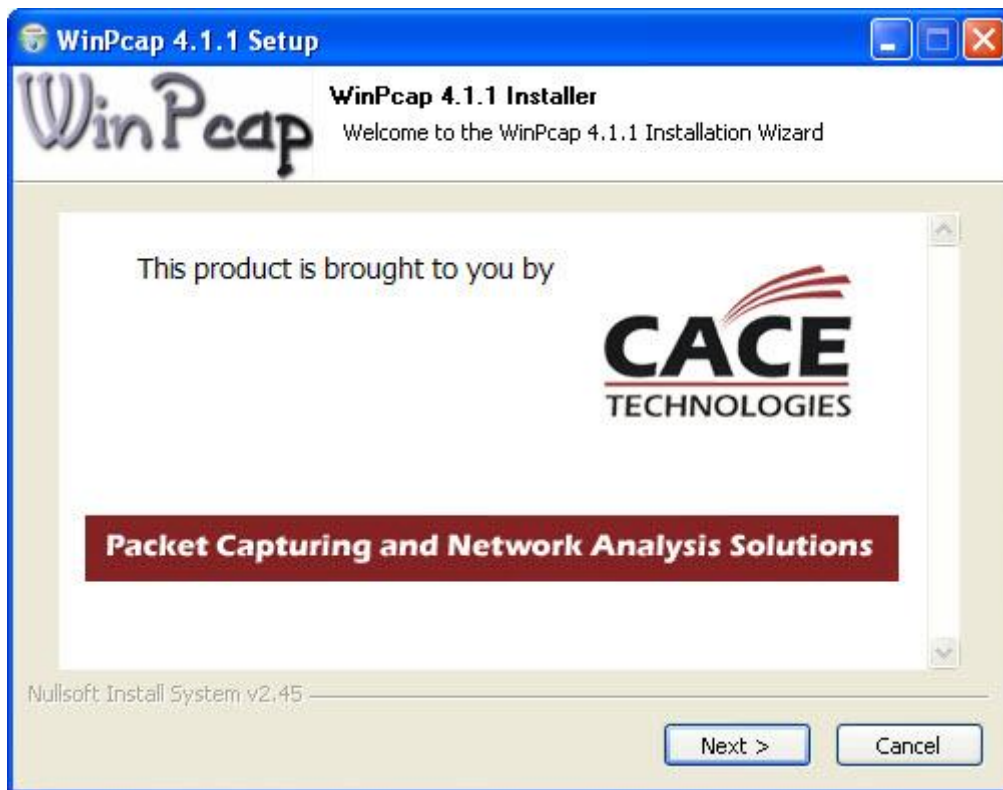 WinPcap 4.1.1 Setup
WinPcap
WinPcap 4.1.1 Installer
Welcome to the WinPcap 4.1.1 Installation Wizard
This product is brought to you by
CACE
TECHNOLOGIES
Packet Capturing and Network Analysis Solutions
Nullsoft Install System v2.45
Next >
Cancel